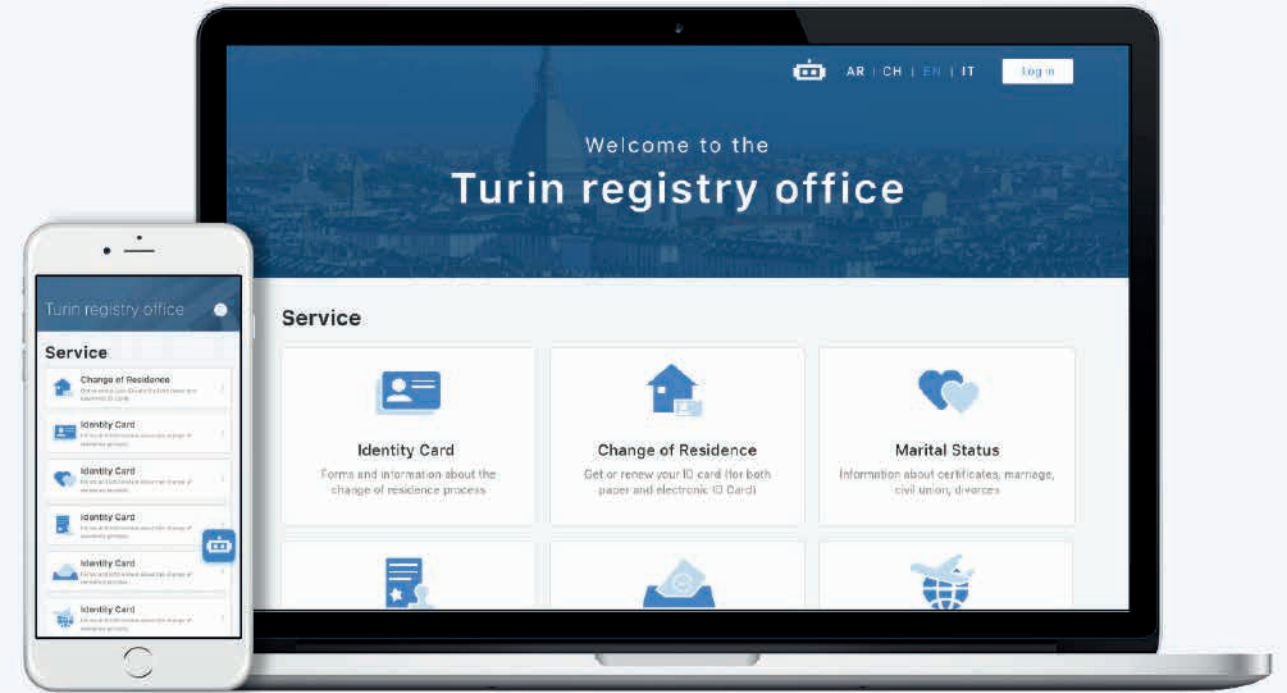 AR | CH | EN | IT
Log in
Welcome to the
Turin registry office
Service
Identity Card
Forms and information about the
change of residence process
Change of Residence
Get or renew your ID card (for both
paper and electronic ID Card)
Marital Status
Information about certificates, marriage,
civil union, divorces
Turin registry office
Service
Change of Residence
Identity Card
Identity Card
Identity Card
Identity Card
Identity Card